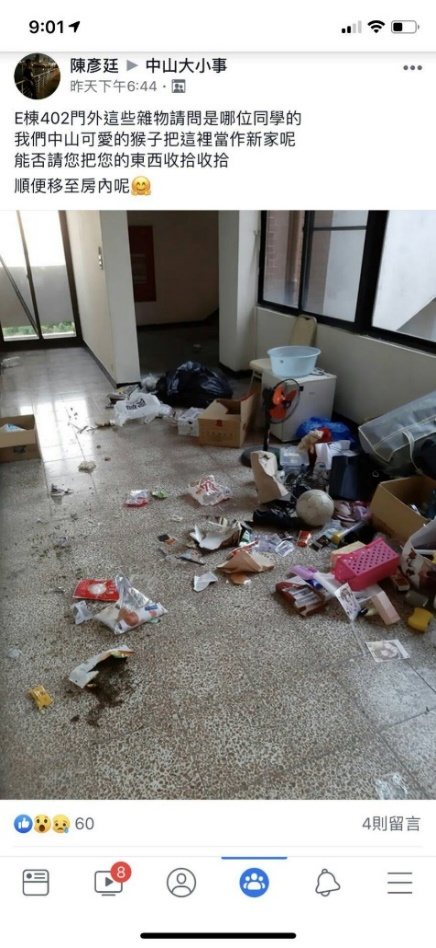 9:01
陳彥廷 ▶ 中山大小事
昨天下午6:44 ·
E棟402門外這些雜物請問是哪位同學的
我們中山可愛的猴子把這裡當作新家呢
能否請您把您的東西收拾收拾
順便移至房內呢🤗
60
4則留言
8